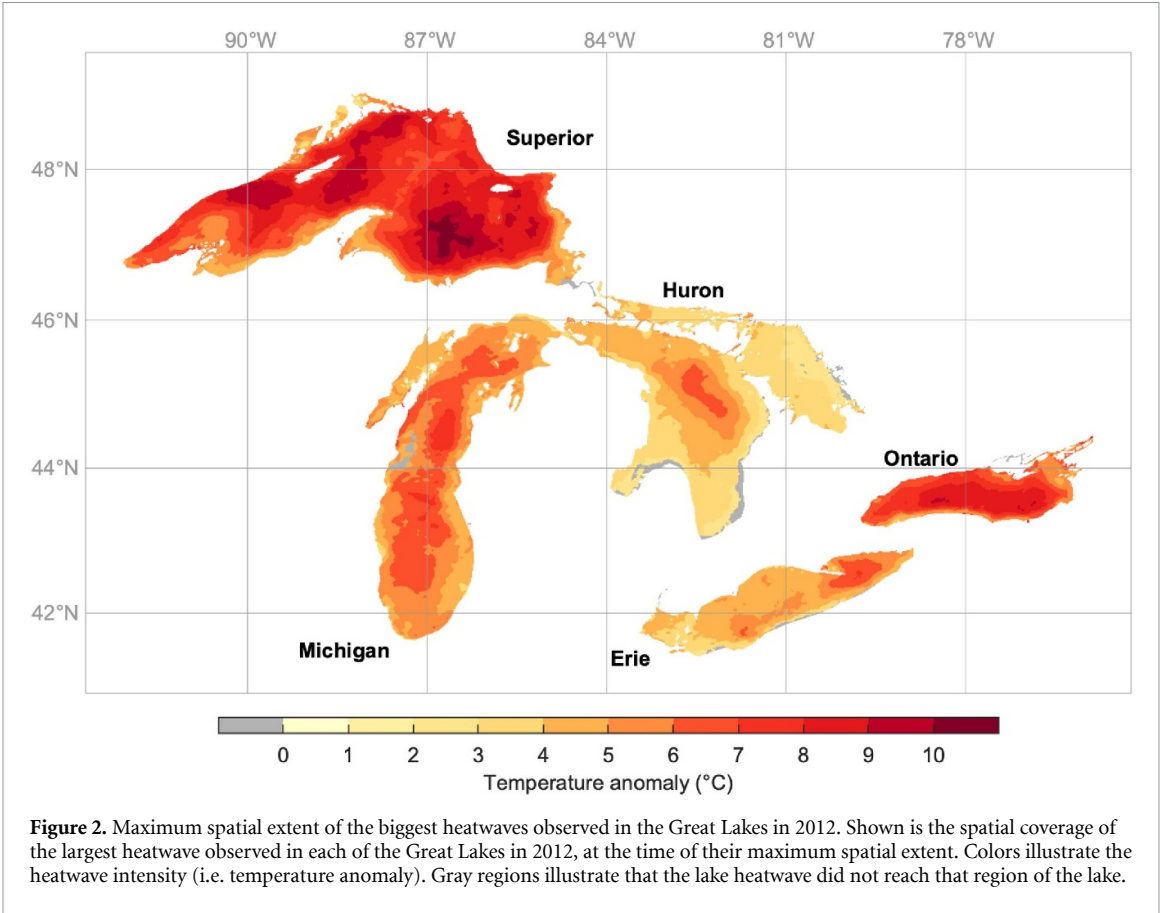 90°W 87°W 84°W 81°W 78°W
Superior
48°N
Huron
46°N
Ontario
44°N
42°N
Michigan
Erie
0 1 2 3 4 5 6 7 8 9 10
Temperature anomaly (°C)
Figure 2. Maximum spatial extent of the biggest heatwaves observed in the Great Lakes in 2012. Shown is the spatial coverage of
the largest heatwave observed in each of the Great Lakes in 2012, at the time of their maximum spatial extent. Colors illustrate the
heatwave intensity (i.e. temperature anomaly). Gray regions illustrate that the lake heatwave did not reach that region of the lake.